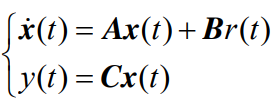 ẋ(t) = Ax(t) + Br(t)
y(t) = Cx(t)